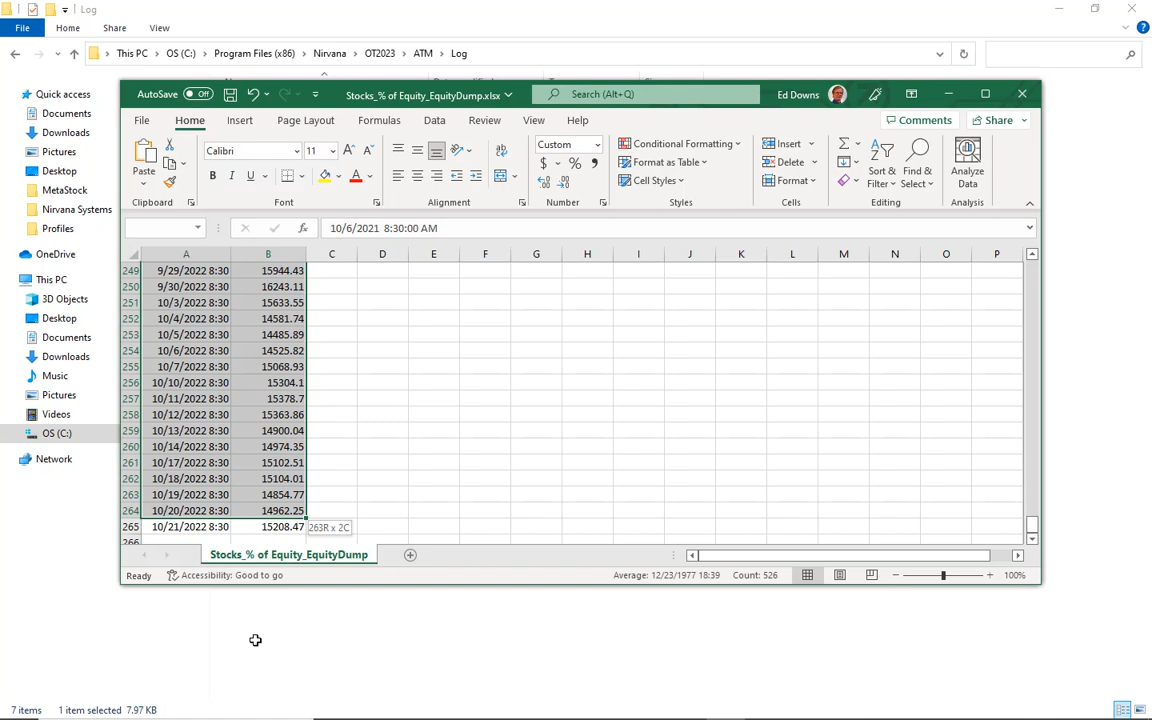 Log
File Home Share View
This PC OS (C:) Program Files (x86) Nirvana OT2023 ATM Log
AutoSave Off Stocks_% of Equity_EquityDump.xlsx Search (Alt+Q) Ed Downs
File Home Insert Page Layout Formulas Data Review View Help Comments Share
Paste
Clipboard
Calibri 11
B I U A
Font
Alignment
Custom
$ %
Number
Conditional Formatting
Format as Table
Cell Styles
Styles
Insert
Delete
Format
Cells
Sort & Filter
Find & Select
Editing
Analyze Data
Analysis
fx 10/6/2021 8:30:00 AM
A B C D E F G H I J K L M N O P
249 9/29/2022 8:30 15944.43
250 9/30/2022 8:30 16243.11
251 10/3/2022 8:30 15633.55
252 10/4/2022 8:30 14581.74
253 10/5/2022 8:30 14485.89
254 10/6/2022 8:30 14525.82
255 10/7/2022 8:30 15068.93
256 10/10/2022 8:30 15304.1
257 10/11/2022 8:30 15378.7
258 10/12/2022 8:30 15363.86
259 10/13/2022 8:30 14900.04
260 10/14/2022 8:30 14974.35
261 10/17/2022 8:30 15102.51
262 10/18/2022 8:30 15104.01
263 10/19/2022 8:30 14854.77
264 10/20/2022 8:30 14962.25
265 10/21/2022 8:30 15208.47 263R x 2C
266
Stocks_% of Equity_EquityDump
Ready Accessibility: Good to go Average: 12/23/1977 18:39 Count: 526 100%
Quick access
Documents
Downloads
Pictures
Desktop
MetaStock
Nirvana Systems
Profiles
OneDrive
This PC
3D Objects
Desktop
Documents
Downloads
Music
Pictures
Videos
OS (C:)
Network
7 items 1 item selected 7.97 KB